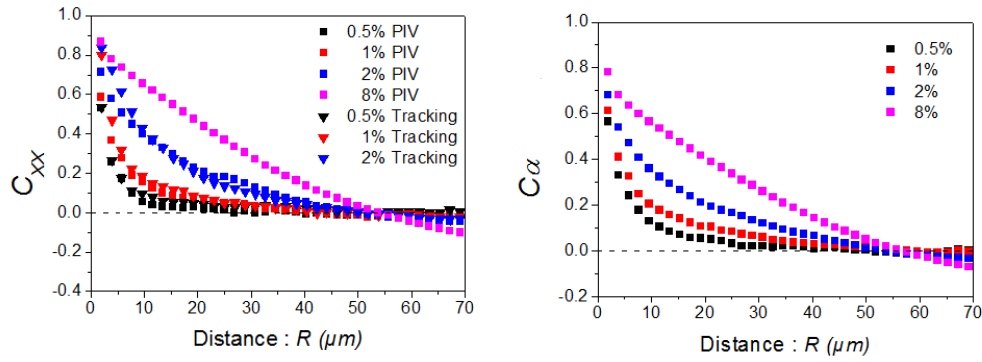 1.0
0.8
0.6
0.4
0.2
0.0
-0.2
-0.4
0 10 20 30 40 50 60 70
Cxx
Distance : R (µm)
0.5% PIV
1% PIV
2% PIV
8% PIV
0.5% Tracking
1% Tracking
2% Tracking
0.8
0.6
0.4
0.2
0.0
-0.2
0 10 20 30 40 50 60 70
Cα
Distance : R (µm)
0.5%
1%
2%
8%